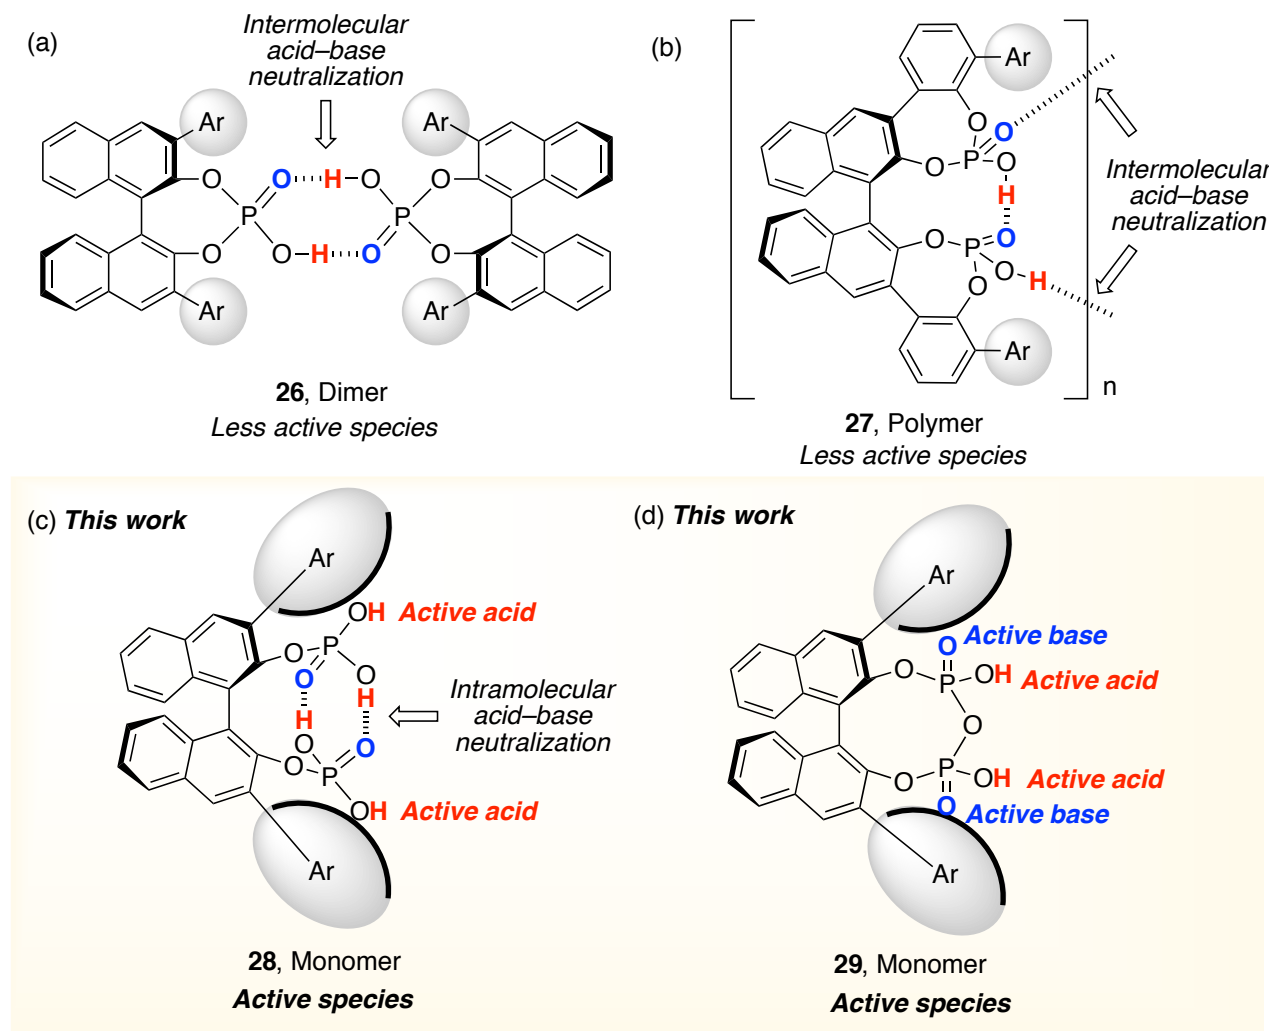 (a)
Intermolecular
acid–base
neutralization
Ar
Ar
O
O
H
O
O
P
P
O
O
H
O
O
Ar
Ar
26, Dimer
Less active species
(b)
Ar
O
O
P
O
O
H
Intermolecular
acid–base
neutralization
O
P
O
O
O
H
Ar
n
27, Polymer
Less active species
(c) This work
Ar
OH Active acid
O
P
O
O
H
H
Intramolecular
acid–base
neutralization
O
O
O
P
OH Active acid
Ar
28, Monomer
Active species
(d) This work
Ar
O Active base
O
P
OH Active acid
O
P
O
OH Active acid
O Active base
Ar
29, Monomer
Active species